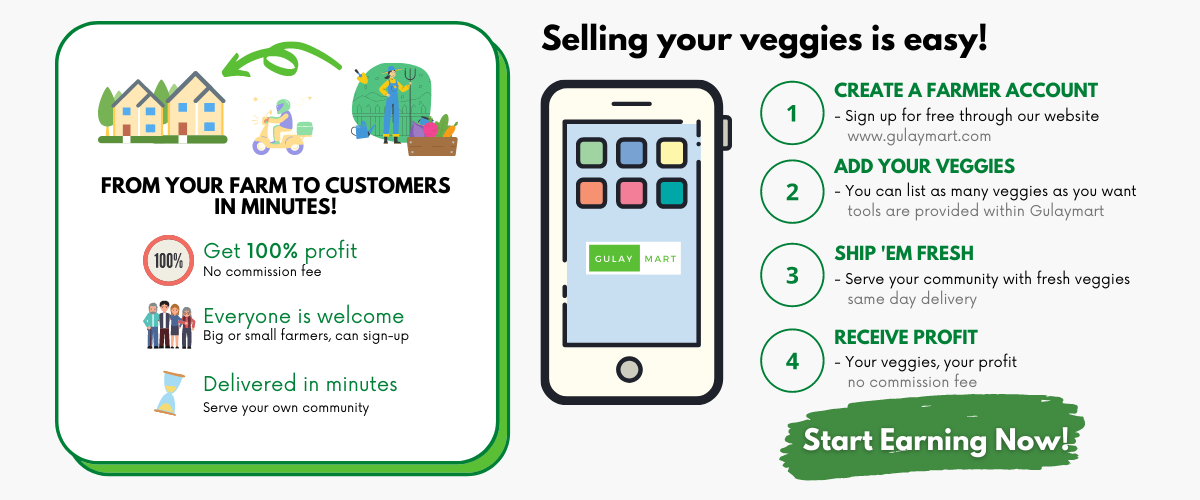 FROM YOUR FARM TO CUSTOMERS
IN MINUTES!
100%
Get 100% profit
No commission fee
Everyone is welcome
Big or small farmers, can sign-up
Delivered in minutes
Serve your own community
Selling your veggies is easy!
GULAY MART
1
CREATE A FARMER ACCOUNT
- Sign up for free through our website
www.gulaymart.com
2
ADD YOUR VEGGIES
- You can list as many veggies as you want
tools are provided within Gulaymart
3
SHIP 'EM FRESH
- Serve your community with fresh veggies
same day delivery
4
RECEIVE PROFIT
- Your veggies, your profit
no commission fee
Start Earning Now!